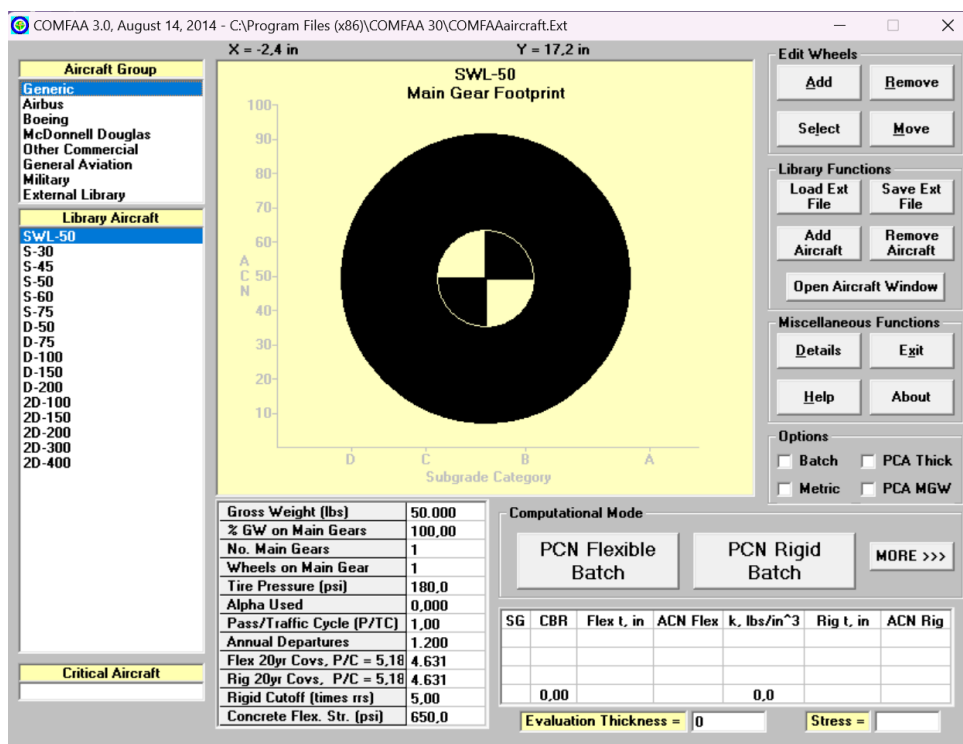 COMFAA 3.0, August 14, 2014 - C:\Program Files (x86)\COMFAA 30\COMFAAaircraft.Ext
X = -2,4 in
Y = 17,2 in
Aircraft Group
Generic
Airbus
Boeing
McDonnell Douglas
Other Commercial
General Aviation
Military
External Library
Library Aircraft
SWL-50
S-30
S-45
S-50
S-60
S-75
D-50
D-75
D-100
D-150
D-200
2D-100
2D-150
2D-200
2D-300
2D-400
Critical Aircraft
SWL-50
Main Gear Footprint
100
90
80
70
60
50
40
30
20
10
A
C
N
D C B A
Subgrade Category
Edit Wheels
Add Remove
Select Move
Library Functions
Load Ext File
Save Ext File
Add Aircraft
Remove Aircraft
Open Aircraft Window
Miscellaneous Functions
Details Exit
Help About
Options
Batch PCA Thick
Metric PCA MGW
Gross Weight (lbs) 50.000
% GW on Main Gears 100,00
No. Main Gears 1
Wheels on Main Gear 1
Tire Pressure (psi) 180,0
Alpha Used 0,000
Pass/Traffic Cycle (P/TC) 1,00
Annual Departures 1.200
Flex 20yr Covs, P/C = 5,18 4.631
Rig 20yr Covs, P/C = 5,18 4.631
Rigid Cutoff (times rrs) 5,00
Concrete Flex. Str. (psi) 650,0
Computational Mode
PCN Flexible Batch
PCN Rigid Batch
MORE >>>
SG CBR Flex t, in ACN Flex k, lbs/in^3 Rig t, in ACN Rig
0,00 0,0
Evaluation Thickness = 0
Stress =